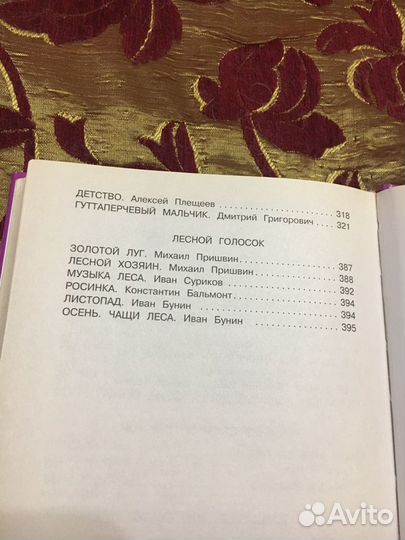 ДЕТСТВО. Алексей Плещеев . . . . . . . . . . . . . . . . . . . 318
ГУТТАПЕРЧЕВЫЙ МАЛЬЧИК. Дмитрий Григорович . . . . 321
ЛЕСНОЙ ГОЛОСОК
ЗОЛОТОЙ ЛУГ. Михаил Пришвин. . . . . . . . . . . . . . . . 387
ЛЕСНОЙ ХОЗЯИН. Михаил Пришвин . . . . . . . . . . . . . . 388
МУЗЫКА ЛЕСА. Иван Суриков . . . . . . . . . . . . . . . . . 392
РОСИНКА. Константин Бальмонт. . . . . . . . . . . . . . . . 394
ЛИСТОПАД. Иван Бунин . . . . . . . . . . . . . . . . . . . . . 394
ОСЕНЬ. ЧАЩИ ЛЕСА. Иван Бунин . . . . . . . . . . . . . . . 395
Avito